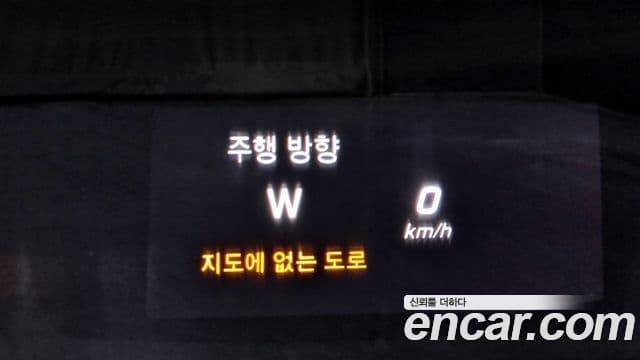 주행 방향
W
0
km/h
지도에 없는 도로
신뢰를 더하다
encar.com